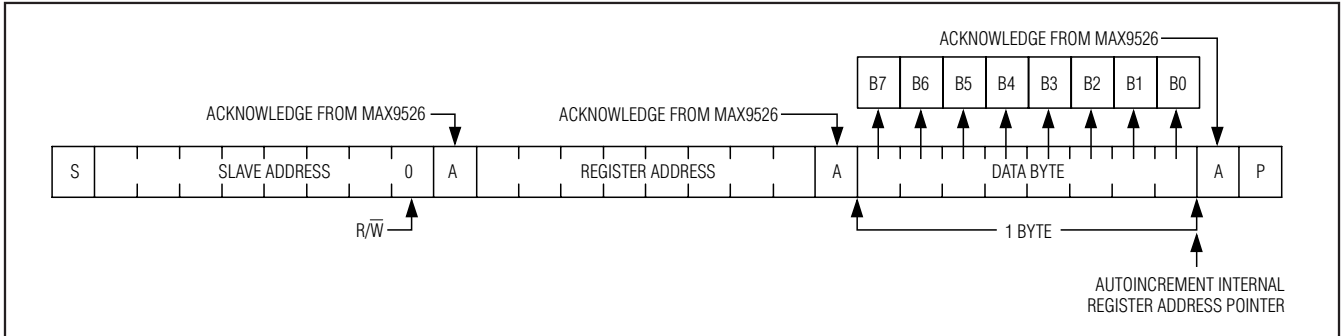 ACKNOWLEDGE FROM MAX9526
B7 B6 B5 B4 B3 B2 B1 B0
ACKNOWLEDGE FROM MAX9526 ACKNOWLEDGE FROM MAX9526
S SLAVE ADDRESS 0 A REGISTER ADDRESS A DATA BYTE A P
R/W̅ 1 BYTE
AUTOINCREMENT INTERNAL
REGISTER ADDRESS POINTER